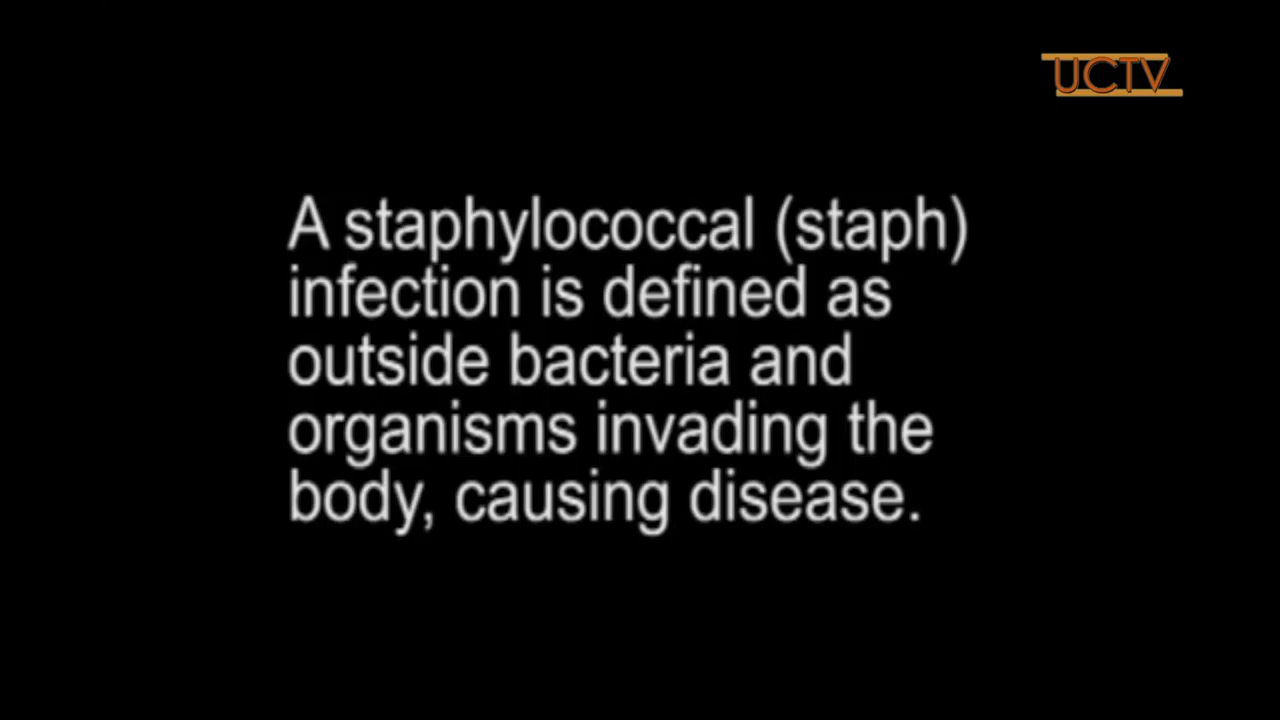 UCTV
A staphylococcal (staph)
infection is defined as
outside bacteria and
organisms invading the
body, causing disease.